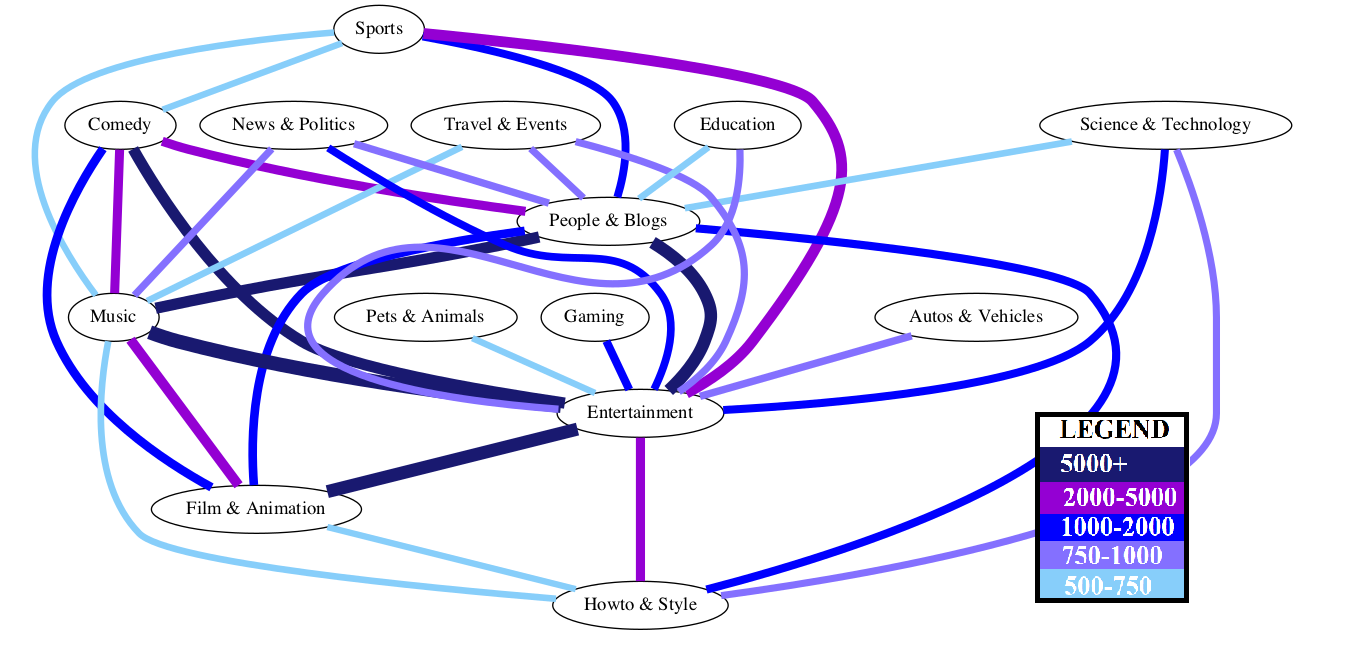 Sports
Comedy
News & Politics
Travel & Events
Education
Science & Technology
People & Blogs
Music
Pets & Animals
Gaming
Autos & Vehicles
Entertainment
LEGEND
5000+
2000-5000
1000-2000
750-1000
500-750
Film & Animation
Howto & Style